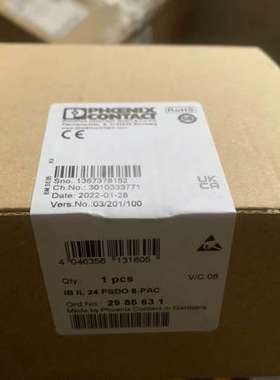 PHOENIX
CONTACT
RoHS
CE
Sno.:1367378152
Ch.No.:3010333771
Date: 2022-01-28
Vers.No:03/201/100
UK
CA
4 046356 131605
Qty.: 1 pcs
V/C.08
IB IL 24 PSDO 8-PAC
Ord.No.: 29 85 63 1
Made by Phoenix Contact in Germany